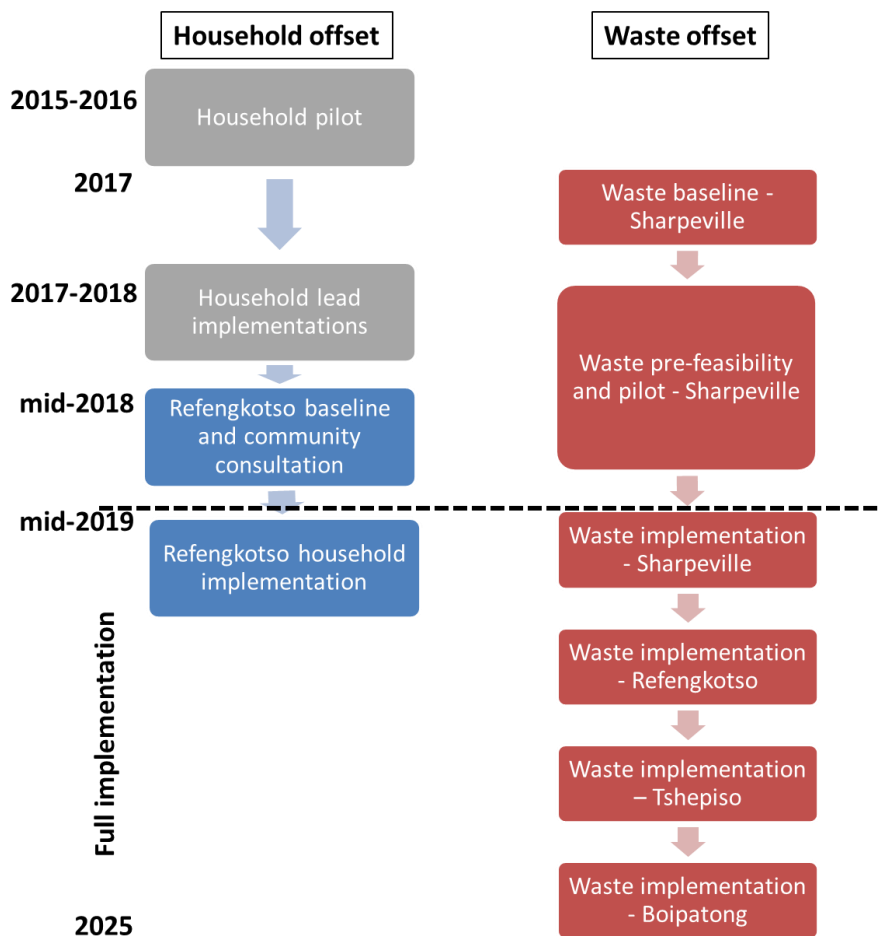 Household offset
Waste offset
2015-2016
Household pilot
2017
Waste baseline -
Sharpeville
2017-2018
Household lead
implementations
Waste pre-feasibility
and pilot - Sharpeville
mid-2018
Refengkotso baseline
and community
consultation
mid-2019
Refengkotso household
implementation
Waste implementation
- Sharpeville
Full implementation
Waste implementation
- Refengkotso
Waste implementation
– Tshepiso
Waste implementation
- Boipatong
2025